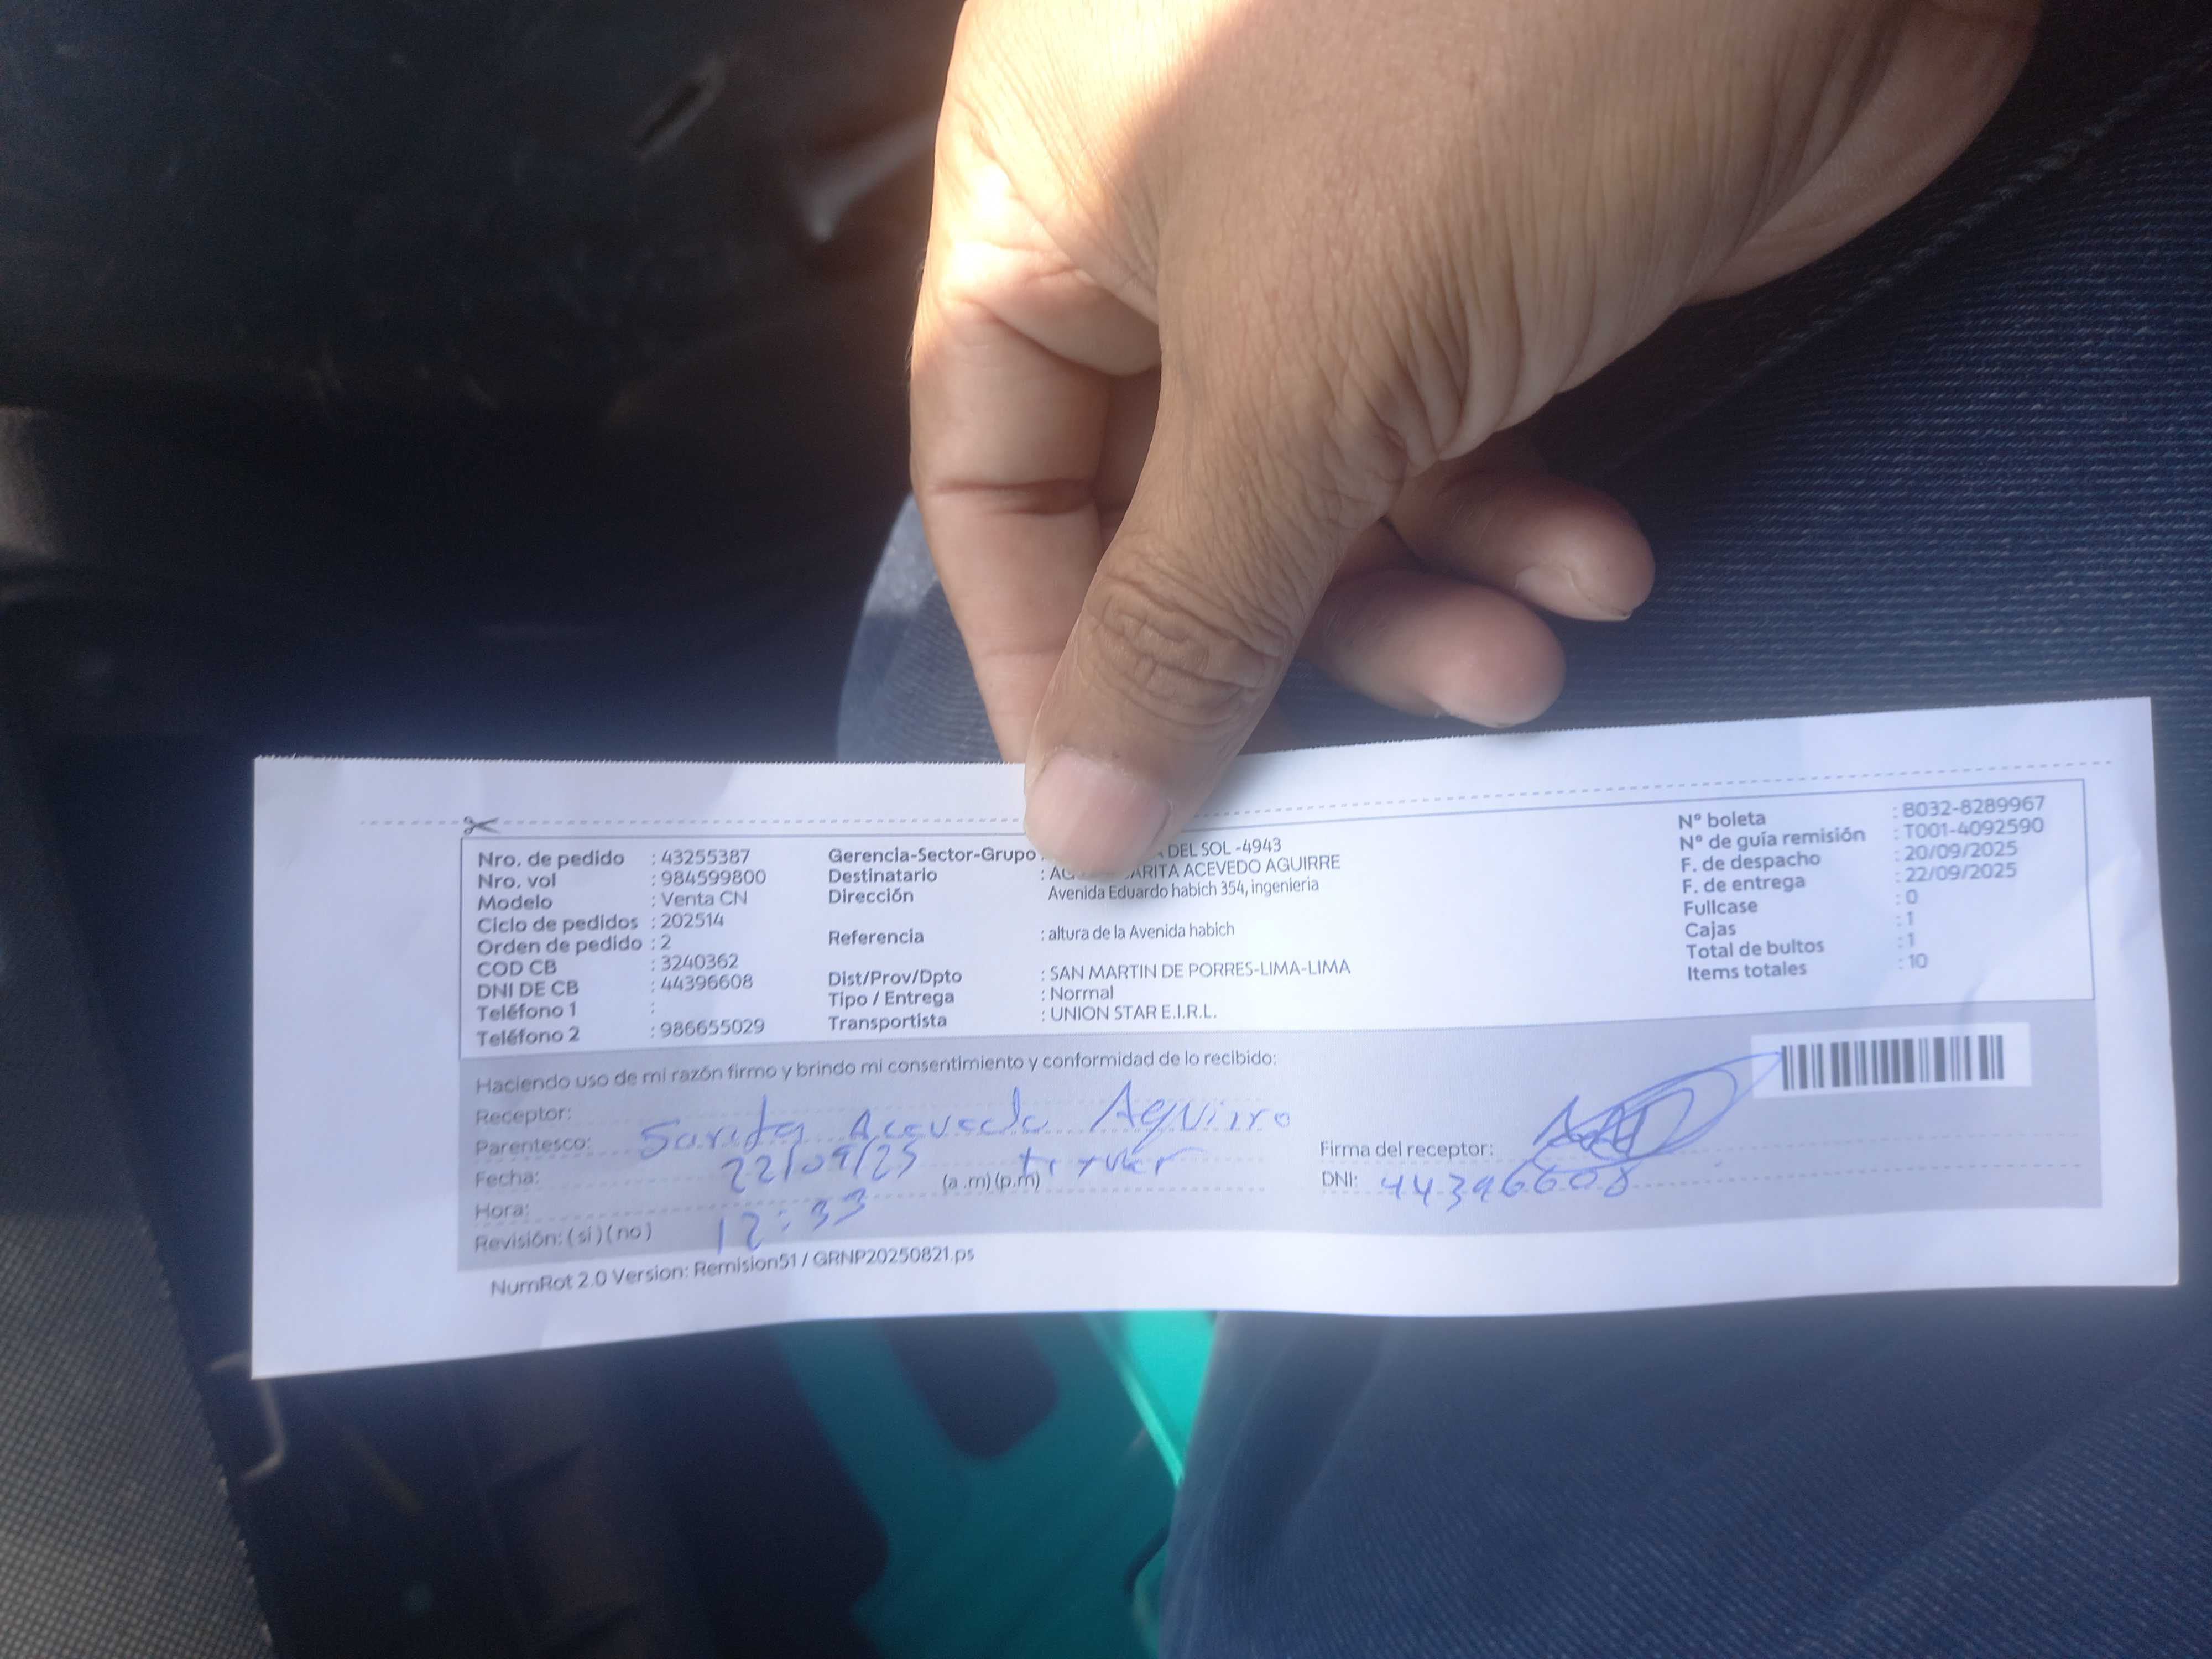 Nro. de pedido : 43255387
Nro. vol : 984599800
Modelo : Venta CN
Ciclo de pedidos : 202514
Orden de pedido : 2
COD CB : 3240362
DNI DE CB : 44396608
Teléfono 1 :
Teléfono 2 : 986655029
Gerencia-Sector-Grupo : DEL SOL -4943
Destinatario : ACEVEDO AGUIRRE
Dirección Avenida Eduardo habich 354, ingenieria
Referencia : altura de la Avenida habich
Dist/Prov/Dpto : SAN MARTIN DE PORRES-LIMA-LIMA
Tipo / Entrega : Normal
Transportista : UNION STAR E.I.R.L.
Nº boleta : B032-8289967
Nº de guía remisión : T001-4092590
F. de despacho : 20/09/2025
F. de entrega : 22/09/2025
Fullcase : 0
Cajas : 1
Total de bultos : 1
Items totales : 10
Haciendo uso de mi razón firmo y brindo mi consentimiento y conformidad de lo recibido:
Receptor:
Parentesco: Acevedo Aguirre
Fecha: 22/09/25 (a .m) (p.m)
Hora: 12:33
Revisión: ( si ) ( no )
Firma del receptor:
DNI: 44396608
NumRot 2.0 Version: Remision51 / GRNP20250821.ps